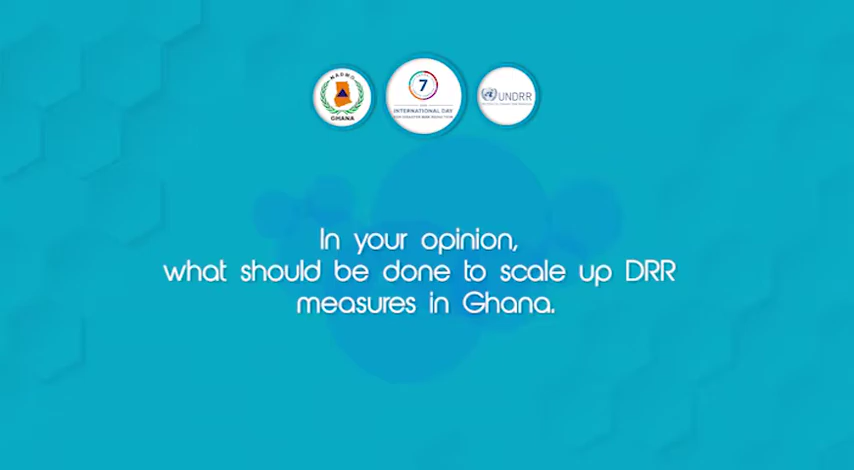 NADMO
GHANA
7
INTERNATIONAL DAY
UNDRR
In your opinion,
what should be done to scale up DRR
measures in Ghana.